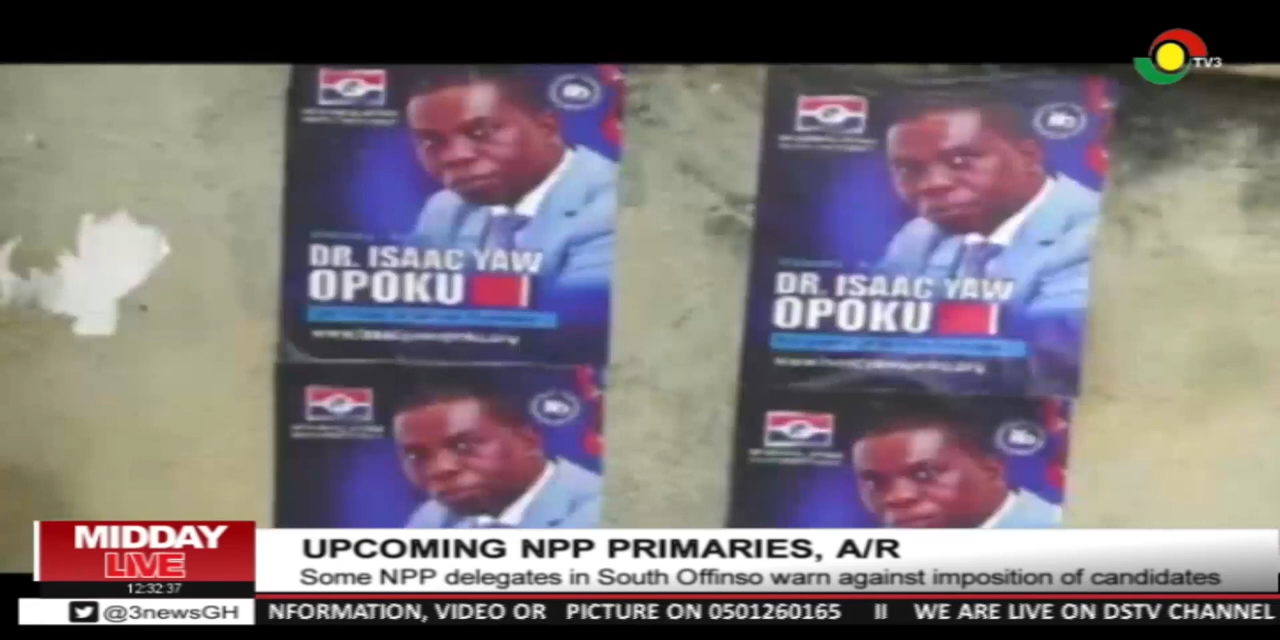 TV3
DR. ISAAC YAW
OPOKU
DR. ISAAC YAW
OPOKU
MIDDAY
LIVE
12:32:37
UPCOMING NPP PRIMARIES, A/R
Some NPP delegates in South Offinso warn against imposition of candidates
@3newsGH
NFORMATION, VIDEO OR PICTURE ON 0501260165 II WE ARE LIVE ON DSTV CHANNEL